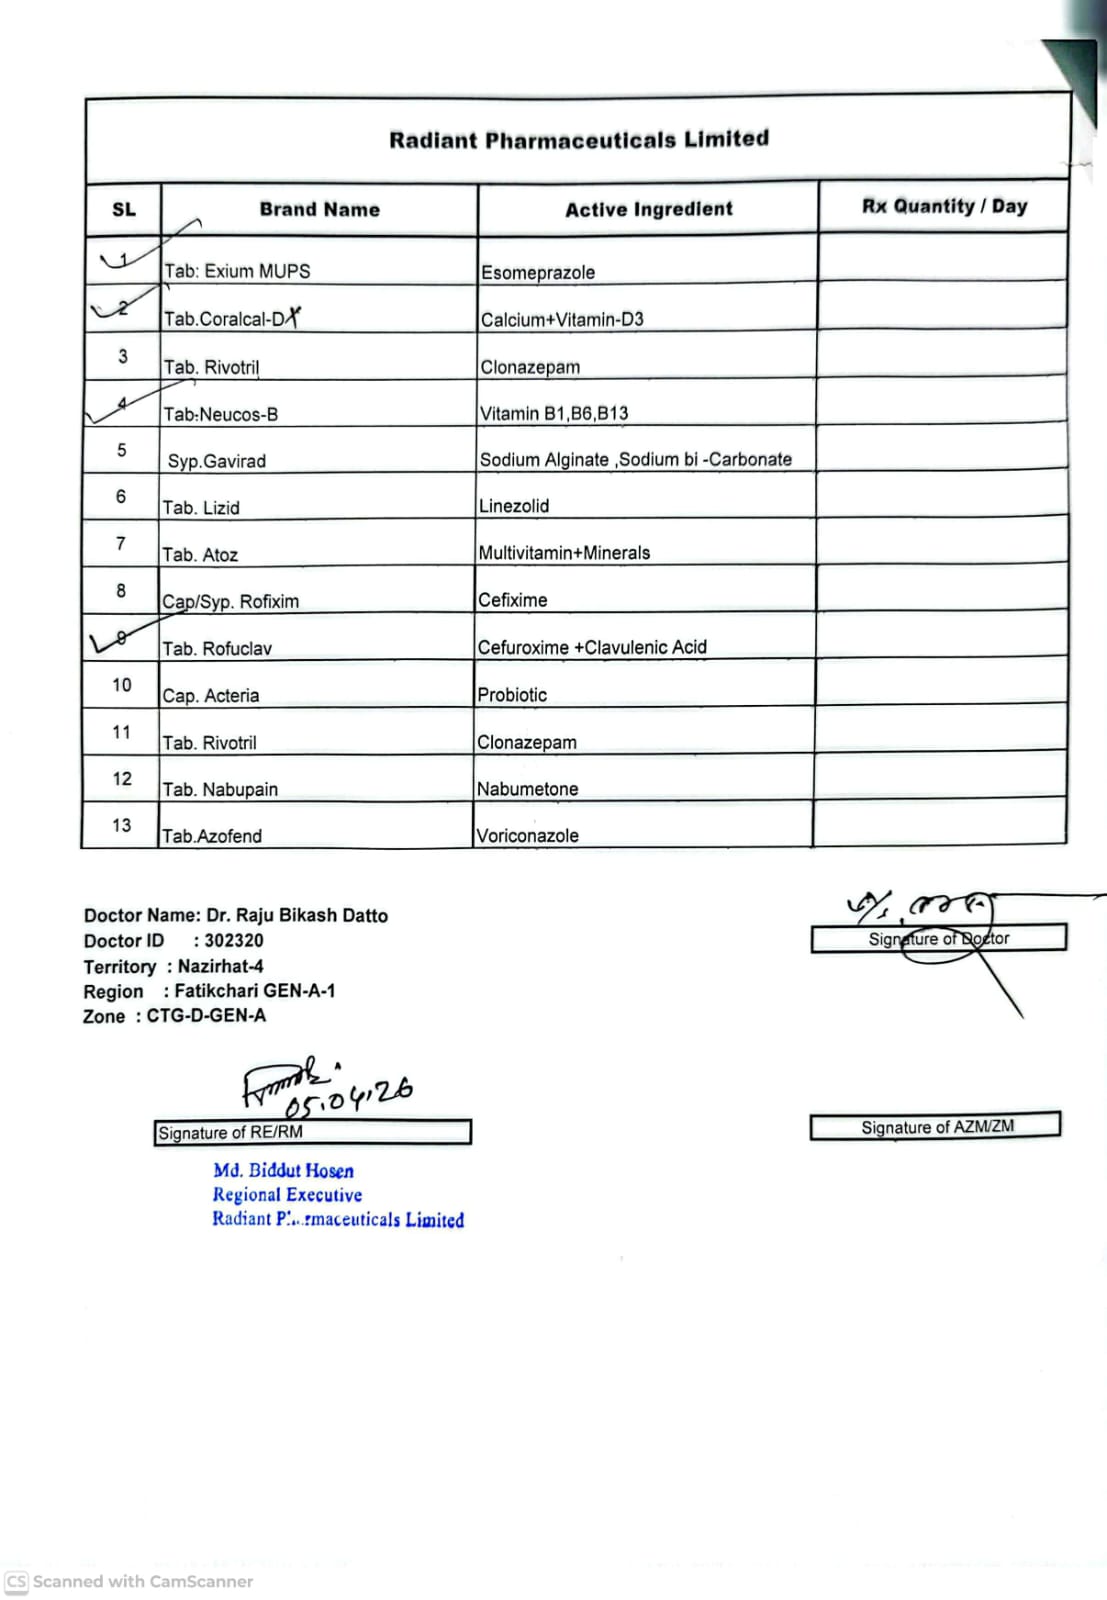 Radiant Pharmaceuticals Limited
SL Brand Name Active Ingredient Rx Quantity / Day
1 Tab: Exium MUPS Esomeprazole
2 Tab.Coralcal-DX Calcium+Vitamin-D3
3 Tab. Rivotril Clonazepam
4 Tab:Neucos-B Vitamin B1,B6,B13
5 Syp.Gavirad Sodium Alginate ,Sodium bi -Carbonate
6 Tab. Lizid Linezolid
7 Tab. Atoz Multivitamin+Minerals
8 Cap/Syp. Rofixim Cefixime
9 Tab. Rofuclav Cefuroxime +Clavulenic Acid
10 Cap. Acteria Probiotic
11 Tab. Rivotril Clonazepam
12 Tab. Nabupain Nabumetone
13 Tab.Azofend Voriconazole
Doctor Name: Dr. Raju Bikash Datto
Doctor ID : 302320
Territory : Nazirhat-4
Region : Fatikchari GEN-A-1
Zone : CTG-D-GEN-A
Signature of Doctor
05.04.26
Signature of RE/RM
Signature of AZM/ZM
Md. Biddut Hosen
Regional Executive
Radiant Pharmaceuticals Limited
CS Scanned with CamScanner